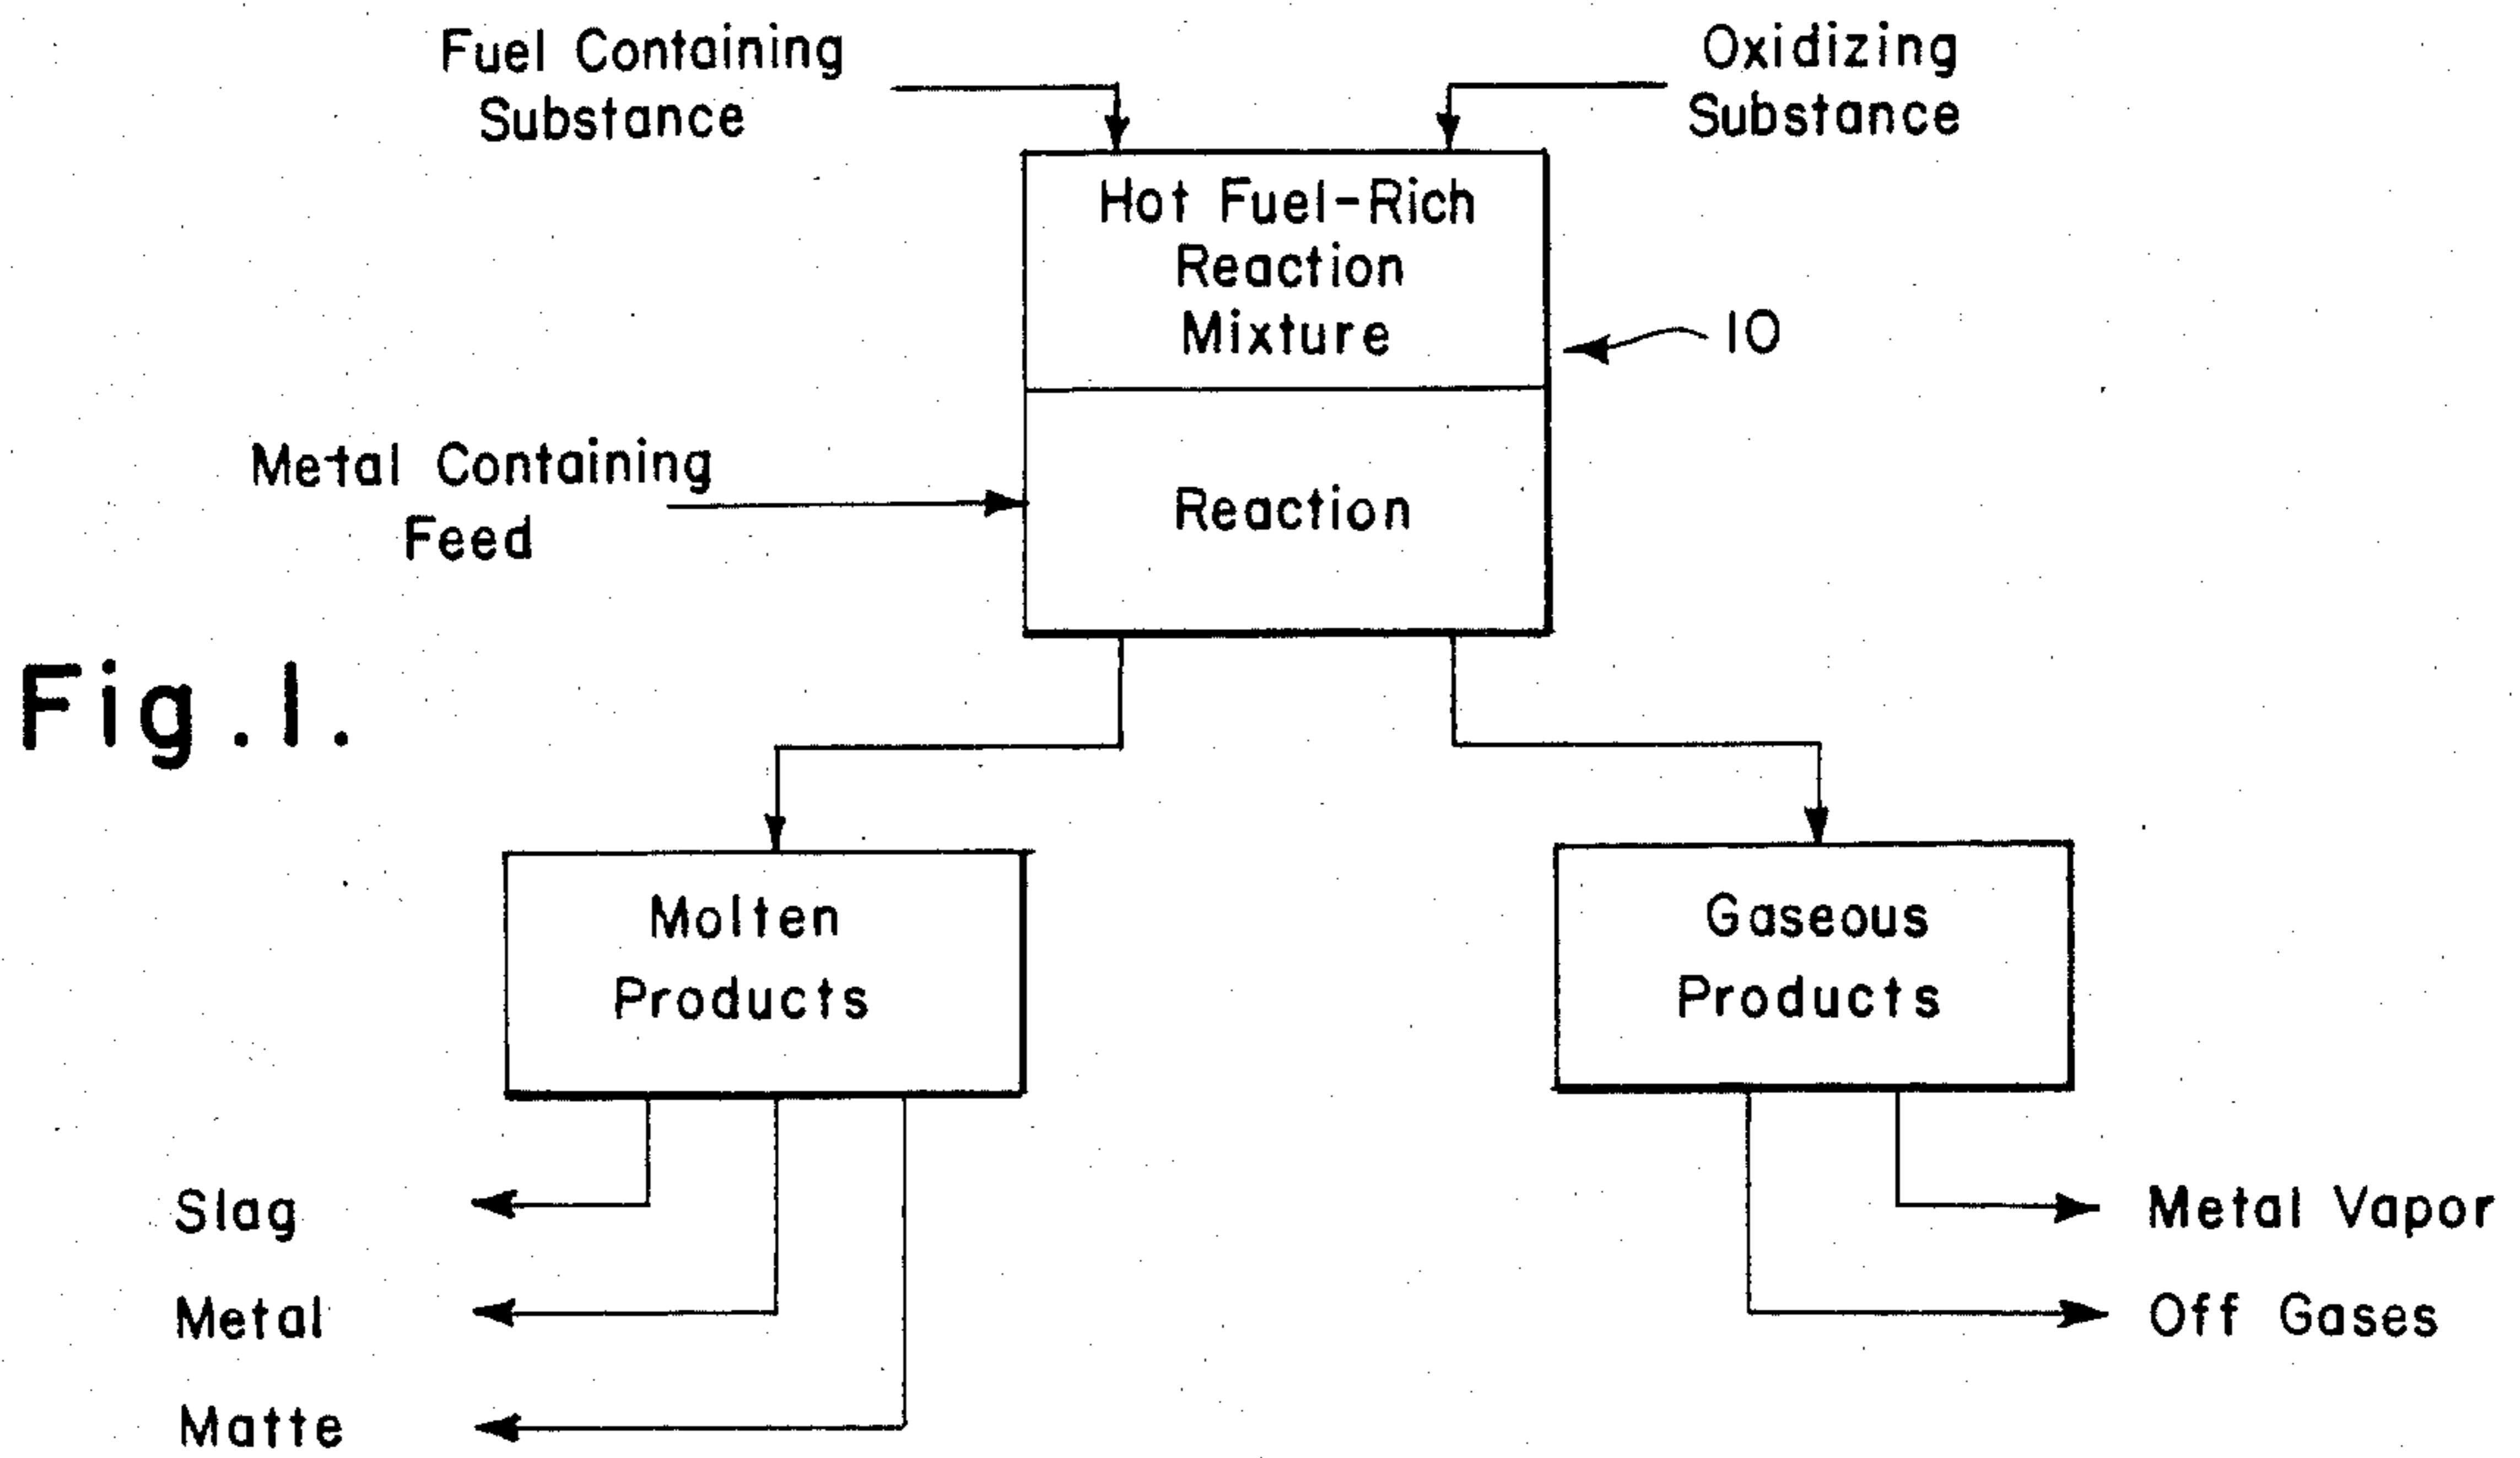 Fuel Containing
Substance
Oxidizing
Substance
Hot Fuel-Rich
Reaction
Mixture
10
Metal Containing
Feed
Reaction
Fig.1.
Molten
Products
Gaseous
Products
Slag
Metal
Matte
Metal Vapor
Off Gases